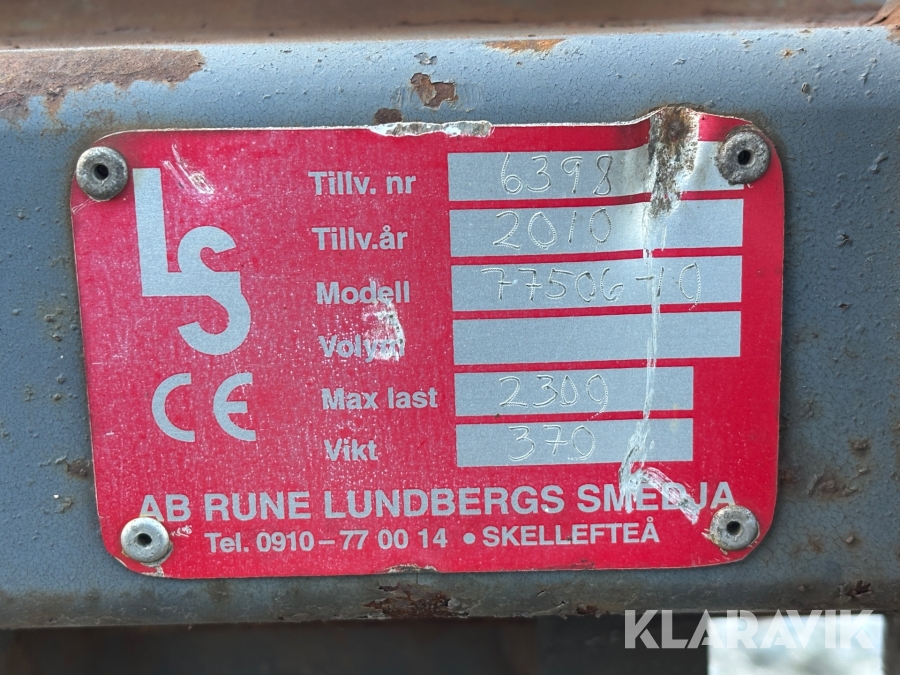 LS
CE
Tillv. nr 6398
Tillv.år 2010
Modell 77506-10
Volym
Max last 2300
Vikt 370
AB RUNE LUNDBERGS SMEDJA
Tel. 0910-77 00 14 • SKELLEFTEÅ
KLARAVIK